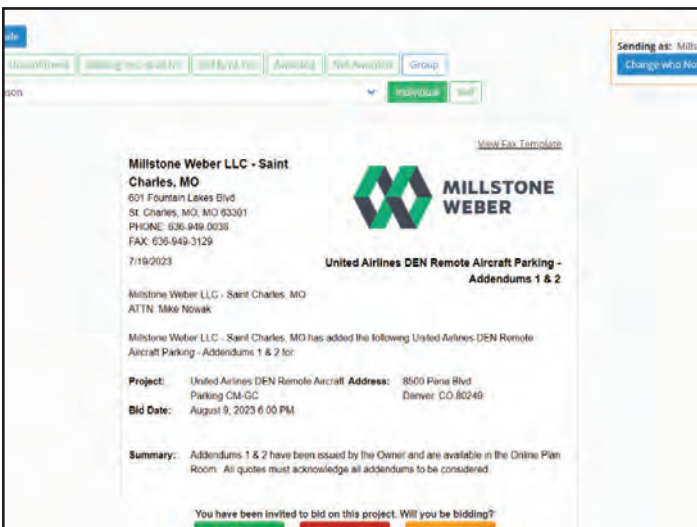 Sending as: Mills
Change who No
Group
son
Individual
View Fax Template
Millstone Weber LLC - Saint
Charles, MO
601 Fountain Lakes Blvd
St. Charles, MO, MO 63301
PHONE: 636-949-0038
FAX: 636-949-3129
MILLSTONE
WEBER
7/19/2023
United Airlines DEN Remote Aircraft Parking -
Addendums 1 & 2
Millstone Weber LLC - Saint Charles, MO
ATTN: Mike Nowak
Millstone Weber LLC - Saint Charles, MO has added the following United Airlines DEN Remote
Aircraft Parking - Addendums 1 & 2 for
Project: United Airlines DEN Remote Aircraft Address: 8500 Pena Blvd
Parking CM-GC Denver, CO 80249
Bid Date: August 9, 2023 6:00 PM
Summary: Addendums 1 & 2 have been issued by the Owner and are available in the Online Plan
Room. All quotes must acknowledge all addendums to be considered.
You have been invited to bid on this project. Will you be bidding?